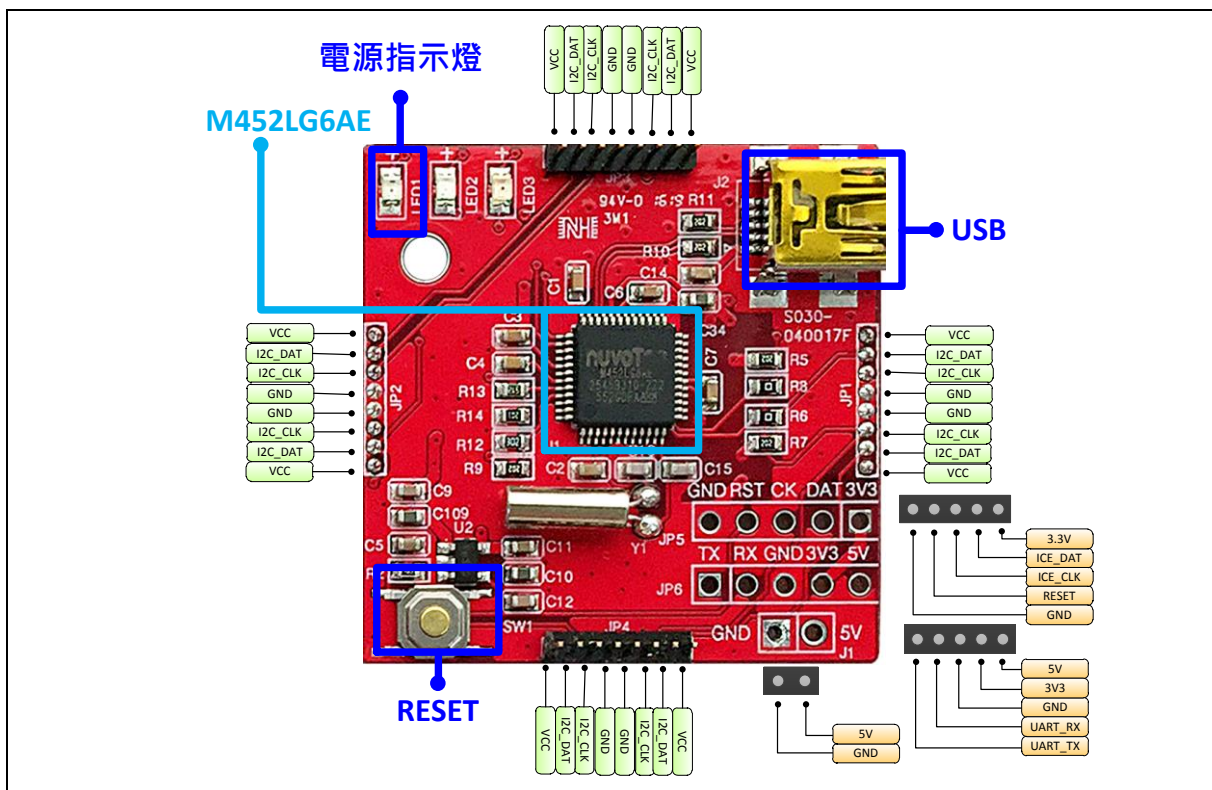 VCC
I2C_DAT
I2C_CLK
GND
GND
I2C_CLK
I2C_DAT
VCC
電源指示燈
M452LG6AE
USB
LED1
LED2
LED3
JP3
94V-0
3M1
R11
R10
J2
C14
C1
C6
C34
S030-
040017F
C3
C4
R13
R14
R12
R9
nuvoT
C7
R5
R8
R6
R7
VCC
I2C_DAT
I2C_CLK
GND
GND
I2C_CLK
I2C_DAT
VCC
JP2
JP1
VCC
I2C_DAT
I2C_CLK
GND
GND
I2C_CLK
I2C_DAT
VCC
C2
C15
C9
C109
U2
C5
C11
C10
C12
Y1
JP5
GND RST CK DAT 3V3
TX RX GND 3V3 5V
JP6
SW1
JP4
GND
5V
J1
RESET
3.3V
ICE_DAT
ICE_CLK
RESET
GND
5V
3V3
GND
UART_RX
UART_TX
5V
GND
VCC
I2C_DAT
I2C_CLK
GND
GND
I2C_CLK
I2C_DAT
VCC